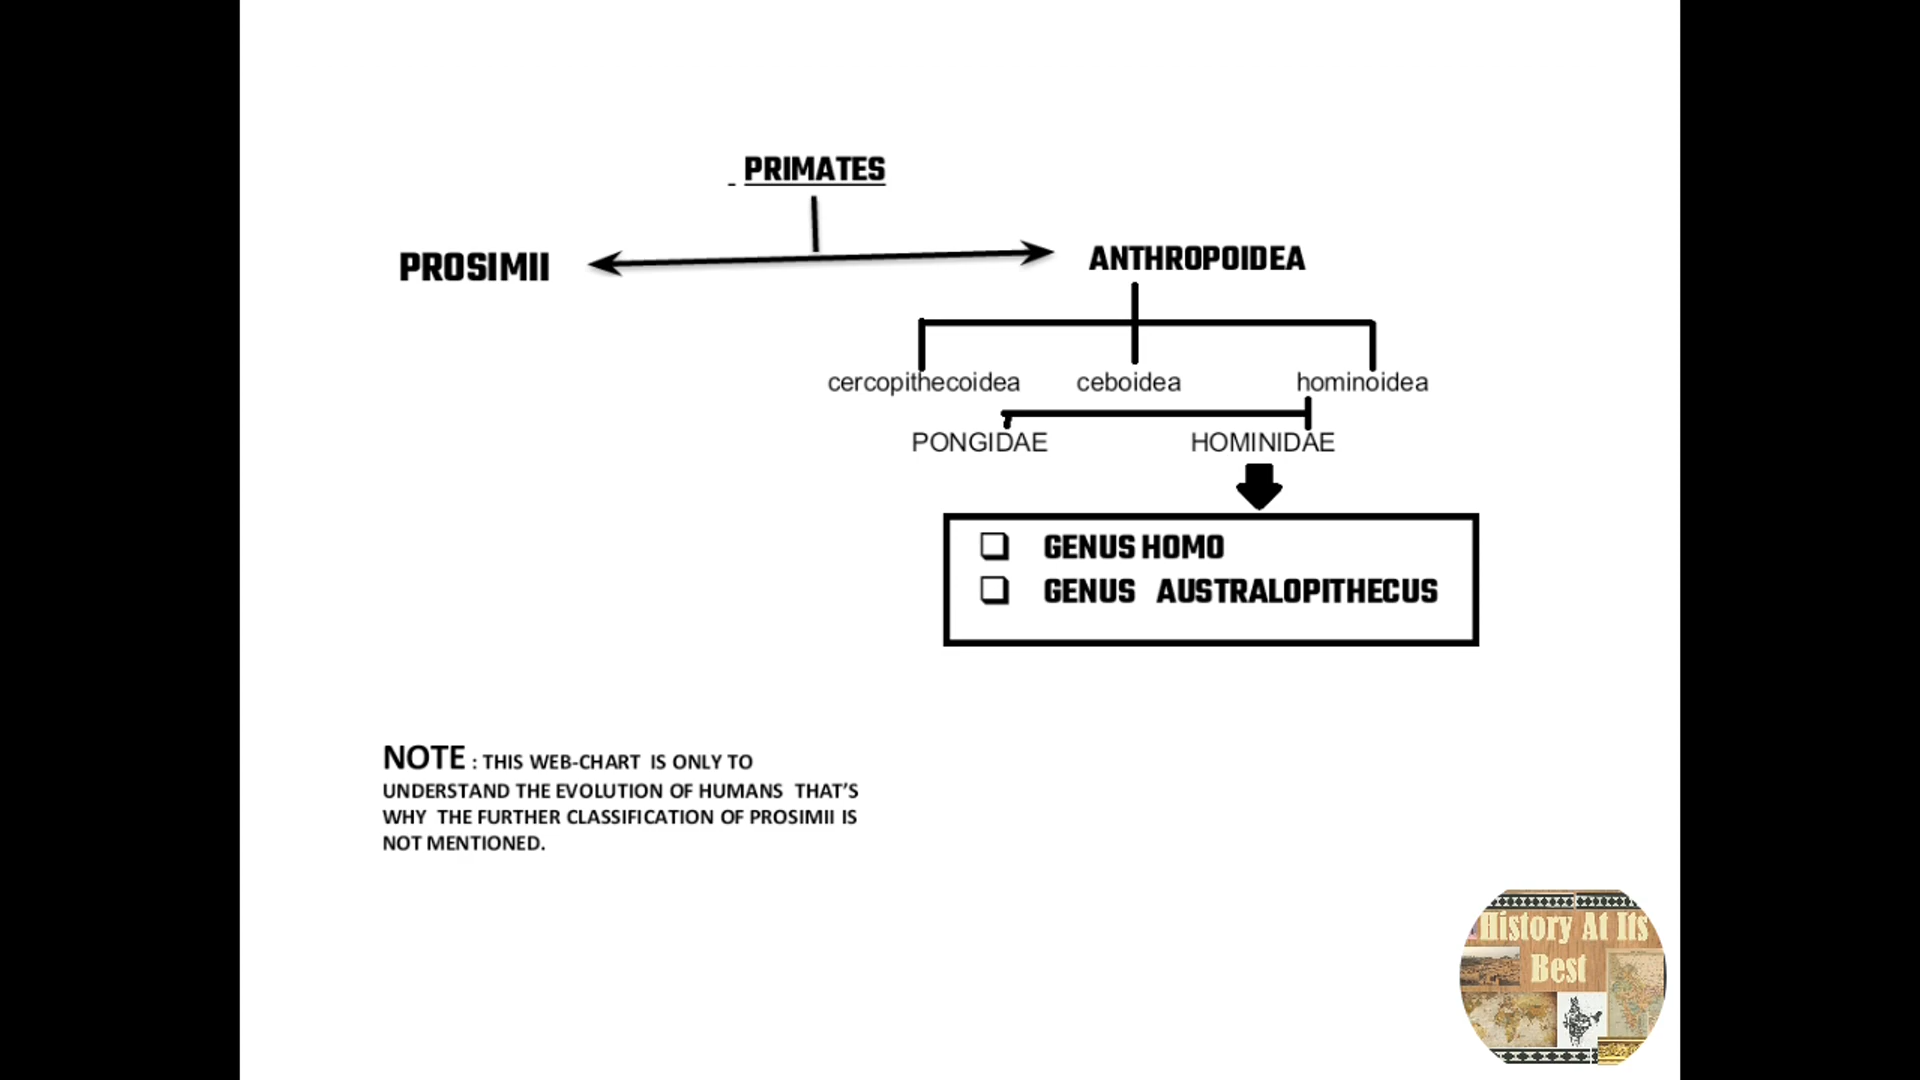 PRIMATES
PROSIMII
ANTHROPOIDEA
cercopithecoidea
ceboidea
hominoidea
PONGIDAE
HOMINIDAE
❑ GENUS HOMO
❑ GENUS AUSTRALOPITHECUS
NOTE : THIS WEB-CHART IS ONLY TO
UNDERSTAND THE EVOLUTION OF HUMANS THAT’S
WHY THE FURTHER CLASSIFICATION OF PROSIMII IS
NOT MENTIONED.
History At Its
Best